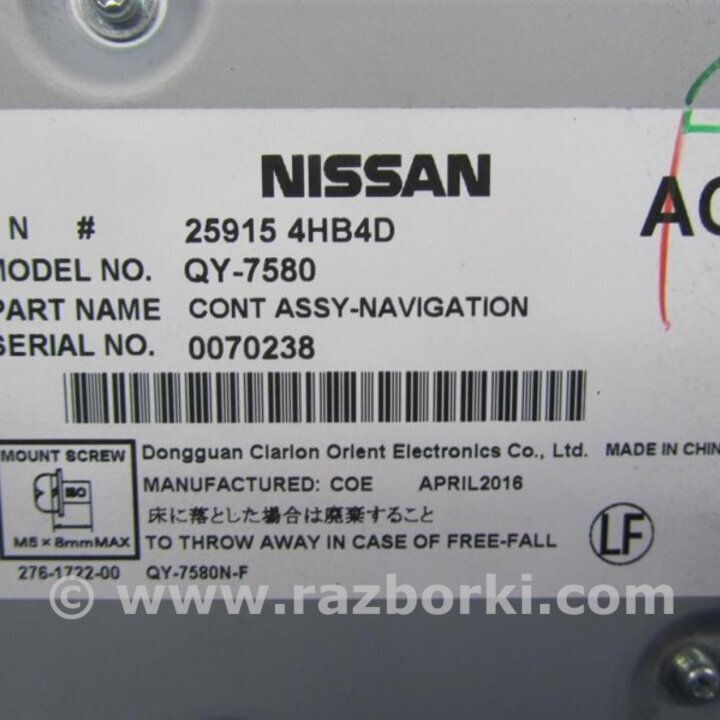 NISSAN
N # 25915 4HB4D
MODEL NO. QY-7580
PART NAME CONT ASSY-NAVIGATION
SERIAL NO. 0070238
MOUNT SCREW
ISO
M5 × 8mmMAX
Dongguan Clarion Orient Electronics Co., Ltd. MADE IN CHIN
MANUFACTURED: COE APRIL2016
床に落とした場合は廃棄すること
TO THROW AWAY IN CASE OF FREE-FALL
LF
276-1722-00 QY-7580N-F
© www.razborki.com